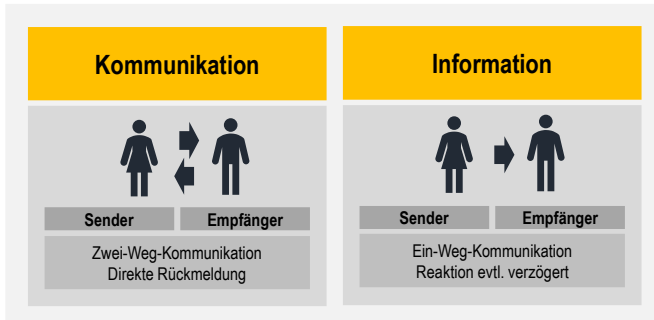 Kommunikation
Sender
Empfänger
Zwei-Weg-Kommunikation
Direkte Rückmeldung
Information
Sender
Empfänger
Ein-Weg-Kommunikation
Reaktion evtl. verzögert